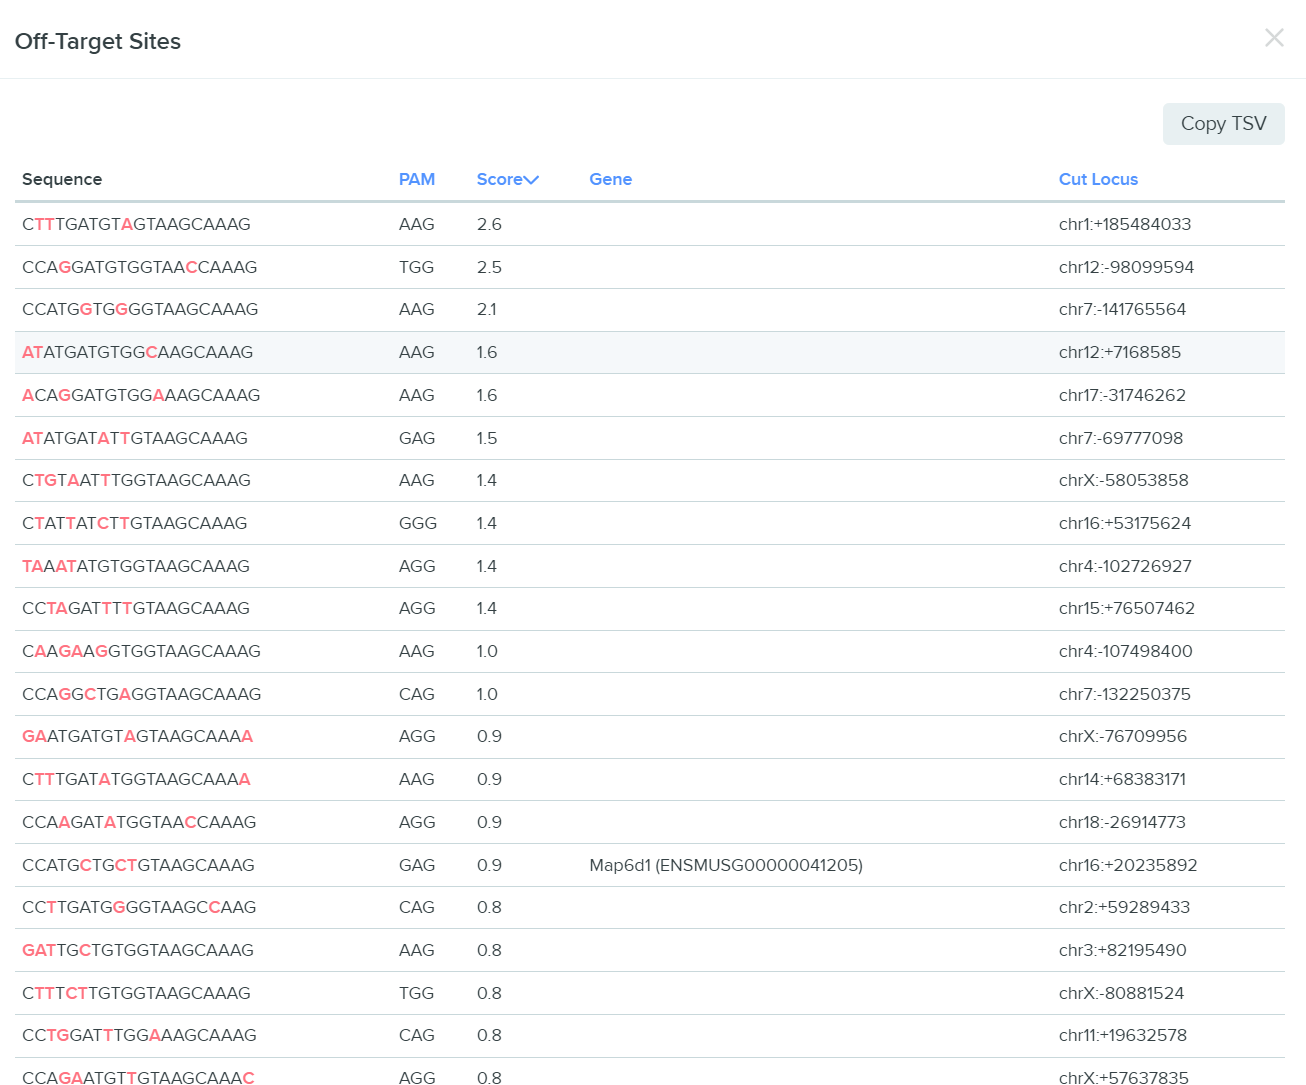 Off-Target Sites
Copy TSV
Sequence PAM Score Gene Cut Locus
CTTTGATGTAGTAAGCAAAG AAG 2.6 chr1:+185484033
CCAGGATGTGGTAACCAAAG TGG 2.5 chr12:-98099594
CCATGGTGGGGTAAGCAAAG AAG 2.1 chr7:-141765564
ATATGATGTGGCAAGCAAAG AAG 1.6 chr12:+7168585
ACAGGATGTGGAAAGCAAAG AAG 1.6 chr17:-31746262
ATATGATATTGTAAGCAAAG GAG 1.5 chr7:-69777098
CTGTAATTTGGTAAGCAAAG AAG 1.4 chrX:-58053858
CTATTATCTTGTAAGCAAAG GGG 1.4 chr16:+53175624
TAAATATGTGGTAAGCAAAG AGG 1.4 chr4:-102726927
CCTAGATTTTGTAAGCAAAG AGG 1.4 chr15:+76507462
CAAGAAGGTGGTAAGCAAAG AAG 1.0 chr4:-107498400
CCAGGCTGAGGTAAGCAAAG CAG 1.0 chr7:-132250375
GAATGATGTAGTAAGCAAAA AGG 0.9 chrX:-76709956
CTTTGATATGGTAAGCAAAA AAG 0.9 chr14:+68383171
CCAAGATATGGTAACCAAAG AGG 0.9 chr18:-26914773
CCATGCTGCTGTAAGCAAAG GAG 0.9 Map6d1 (ENSMUSG00000041205) chr16:+20235892
CCTTGATGGGGTAAGCCAAG CAG 0.8 chr2:+59289433
GATTGCTGTGGTAAGCAAAG AAG 0.8 chr3:+82195490
CTTTCTTGTGGTAAGCAAAG TGG 0.8 chrX:-80881524
CCTGGATTTGGAAAGCAAAG CAG 0.8 chr11:+19632578
CCAGAATGTTGTAAGCAAAC AGG 0.8 chrX:+57637835